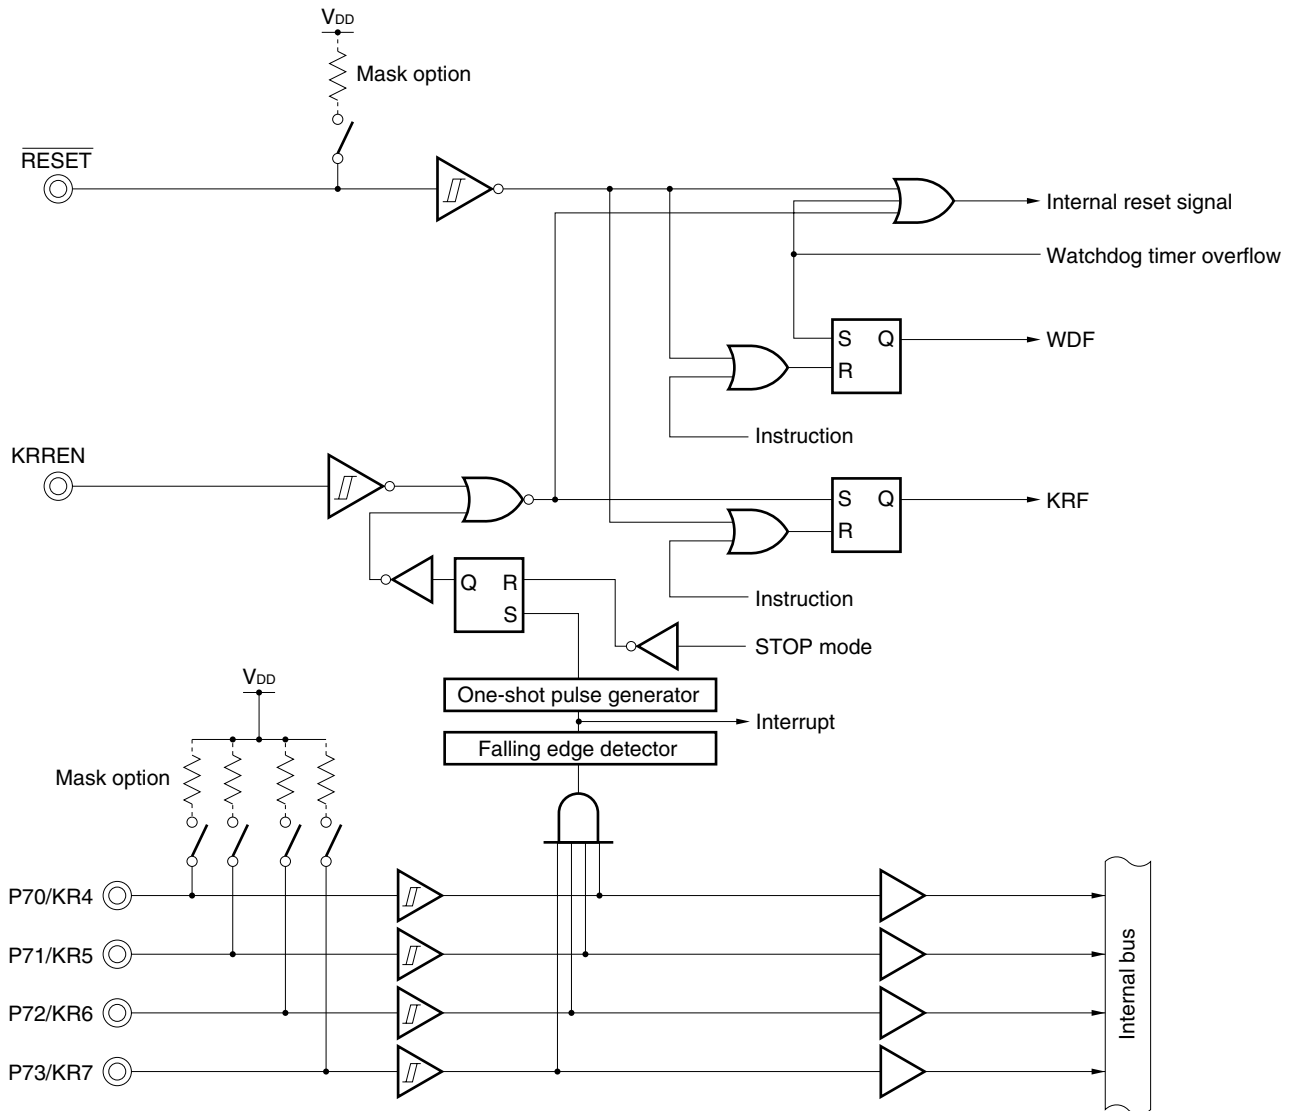 VDD
Mask option
RESET
Internal reset signal
Watchdog timer overflow
S Q
R
WDF
Instruction
KRREN
S Q
R
KRF
Q R
S
Instruction
STOP mode
VDD
One-shot pulse generator
Interrupt
Falling edge detector
Mask option
P70/KR4
P71/KR5
P72/KR6
P73/KR7
Internal bus